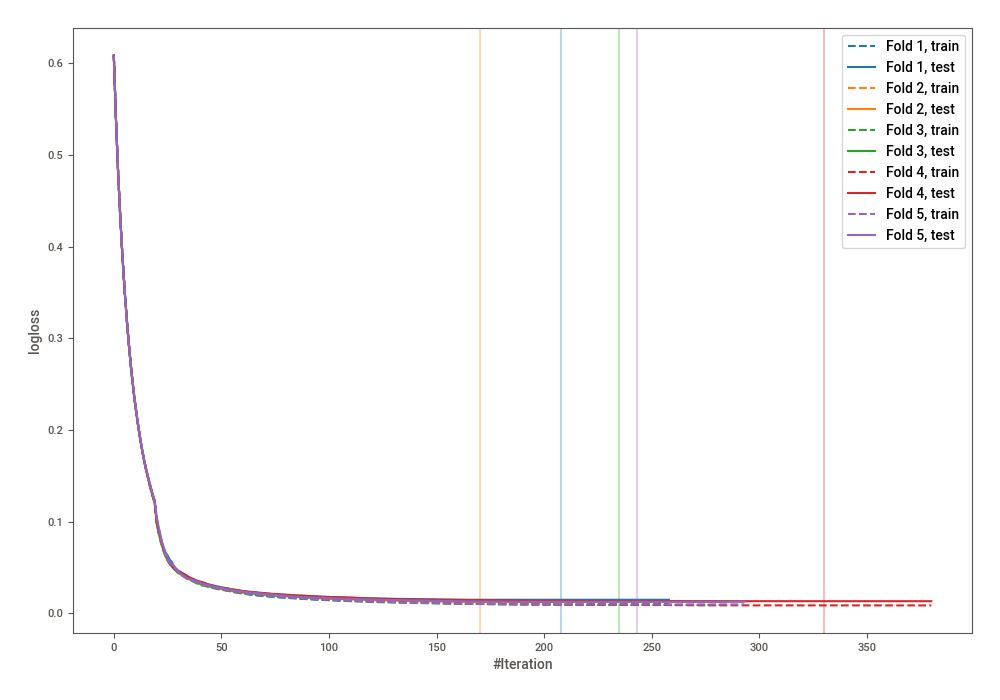 0.6
0.5
0.4
0.3
0.2
0.1
0.0
logloss
0
50
100
150
200
250
300
350
#Iteration
Fold 1, train
Fold 1, test
Fold 2, train
Fold 2, test
Fold 3, train
Fold 3, test
Fold 4, train
Fold 4, test
Fold 5, train
Fold 5, test